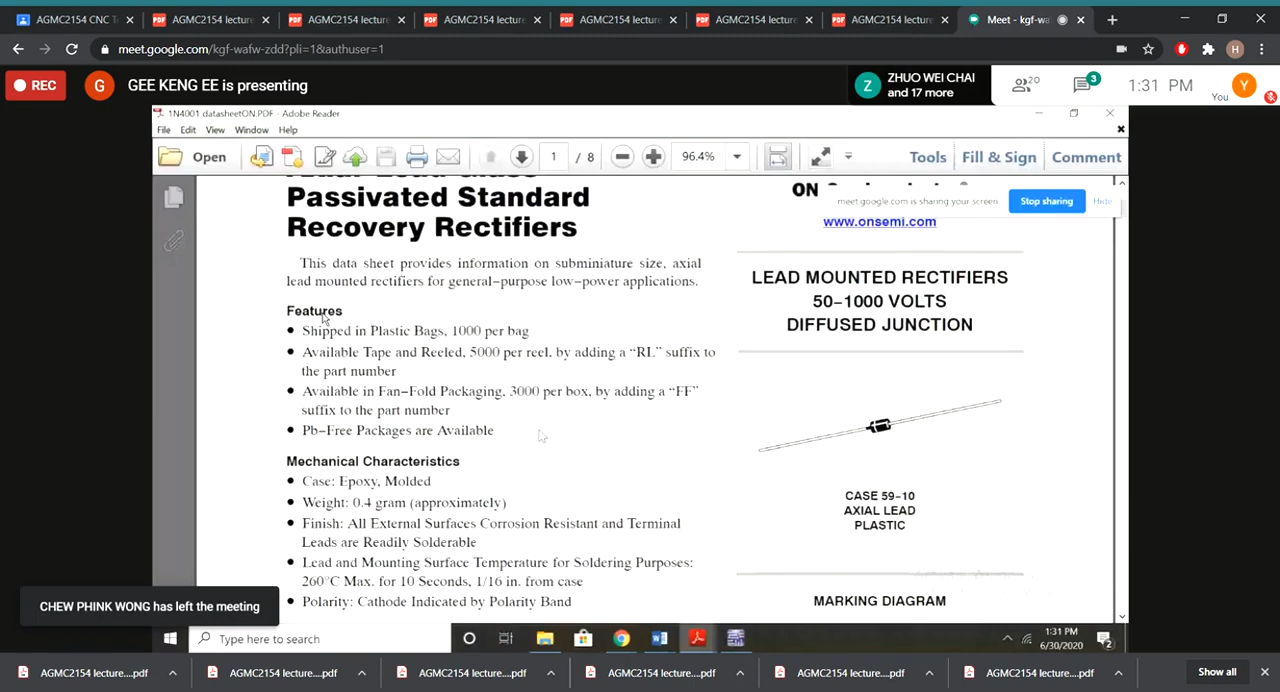 AGMC2154 CNC T
AGMC2154 lecture
AGMC2154 lecture
AGMC2154 lecture
AGMC2154 lecture
AGMC2154 lecture
AGMC2154 lecture
Meet - kgf-wa
meet.google.com/kgf-wafw-zdd?pli=1&authuser=1
H
REC
G
GEE KENG EE is presenting
Z
ZHUO WEI CHAI
and 17 more
20
3
1:31 PM
You
Y
1N4001 datasheetON.PDF - Adobe Reader
File Edit View Window Help
Open
1 / 8
96.4%
Tools
Fill & Sign
Comment
Passivated Standard
Recovery Rectifiers
This data sheet provides information on subminiature size, axial
lead mounted rectifiers for general−purpose low−power applications.
Features
• Shipped in Plastic Bags, 1000 per bag
• Available Tape and Reeled, 5000 per reel, by adding a “RL” suffix to
the part number
• Available in Fan−Fold Packaging, 3000 per box, by adding a “FF”
suffix to the part number
• Pb−Free Packages are Available
Mechanical Characteristics
• Case: Epoxy, Molded
• Weight: 0.4 gram (approximately)
• Finish: All External Surfaces Corrosion Resistant and Terminal
Leads are Readily Solderable
• Lead and Mounting Surface Temperature for Soldering Purposes:
260°C Max. for 10 Seconds, 1/16 in. from case
• Polarity: Cathode Indicated by Polarity Band
ON
meet.google.com is sharing your screen
Stop sharing
Hide
www.onsemi.com
LEAD MOUNTED RECTIFIERS
50−1000 VOLTS
DIFFUSED JUNCTION
CASE 59−10
AXIAL LEAD
PLASTIC
MARKING DIAGRAM
CHEW PHINK WONG has left the meeting
Type here to search
1:31 PM
6/30/2020
2
AGMC2154 lecture....pdf
AGMC2154 lecture....pdf
AGMC2154 lecture....pdf
AGMC2154 lecture....pdf
AGMC2154 lecture....pdf
AGMC2154 lecture....pdf
Show all